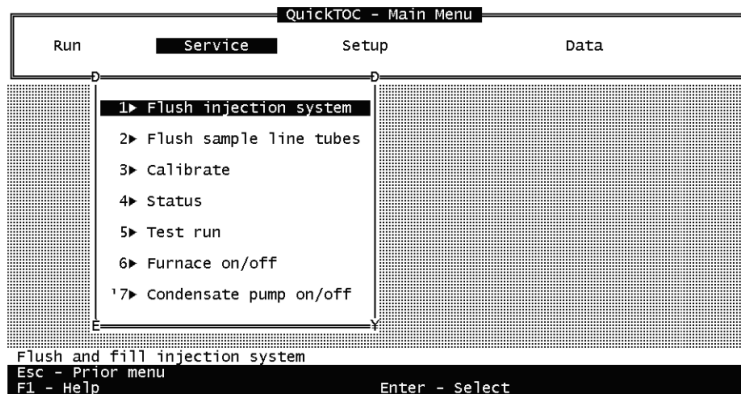 QuickTOC - Main Menu
Run Service Setup Data
1► Flush injection system
2► Flush sample line tubes
3► Calibrate
4► Status
5► Test run
6► Furnace on/off
'7► Condensate pump on/off
Flush and fill injection system
Esc - Prior menu
F1 - Help Enter - Select